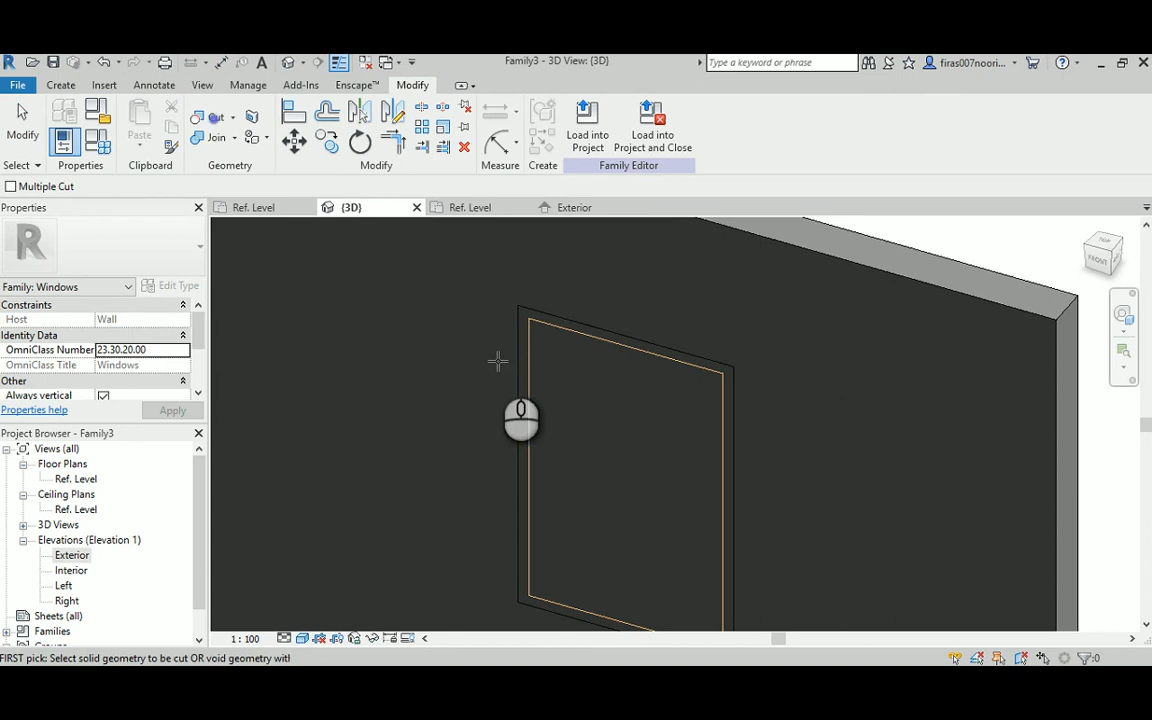 Family3 - 3D View: {3D}
Type a keyword or phrase
firas007noori...
File Create Insert Annotate View Manage Add-Ins Enscape™ Modify
Modify
Paste
Cut
Join
Load into
Project
Load into
Project and Close
Select Properties Clipboard Geometry Modify Measure Create Family Editor
Multiple Cut
Properties
Ref. Level
{3D}
Ref. Level
Exterior
R
Family: Windows
Edit Type
Constraints
Host Wall
Identity Data
OmniClass Number 23.30.20.00
OmniClass Title Windows
Other
Always vertical
Properties help
Apply
TOP
FRONT
Project Browser - Family3
Views (all)
Floor Plans
Ref. Level
Ceiling Plans
Ref. Level
3D Views
Elevations (Elevation 1)
Exterior
Interior
Left
Right
Sheets (all)
Families
1 : 100
FIRST pick: Select solid geometry to be cut OR void geometry witl
:0